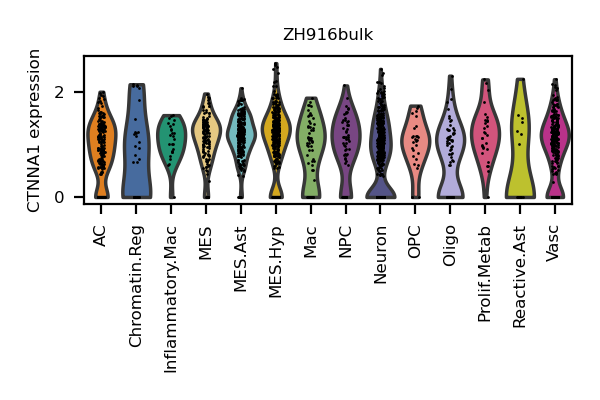 ZH916bulk
CTNNA1 expression
2
0
AC
Chromatin.Reg
Inflammatory.Mac
MES
MES.Ast
MES.Hyp
Mac
NPC
Neuron
OPC
Oligo
Prolif.Metab
Reactive.Ast
Vasc